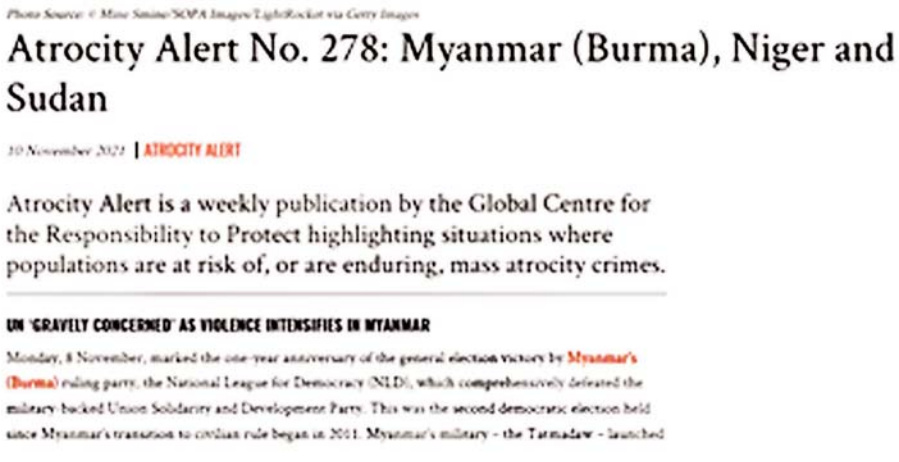 Photo Source: © Mine Smine/SOPA Images/LightRocket via Getty Images
Atrocity Alert No. 278: Myanmar (Burma), Niger and
Sudan
10 November 2021 | ATROCITY ALERT
Atrocity Alert is a weekly publication by the Global Centre for
the Responsibility to Protect highlighting situations where
populations are at risk of, or are enduring, mass atrocity crimes.
UN ‘GRAVELY CONCERNED’ AS VIOLENCE INTENSIFIES IN MYANMAR
Monday, 8 November, marked the one-year anniversary of the general election victory by Myanmar's
(Burma) ruling party, the National League for Democracy (NLD), which comprehensively defeated the
military-backed Union Solidarity and Development Party. This was the second democratic election held
since Myanmar's transition to civilian rule began in 2011. Myanmar's military – the Tatmadaw – launched